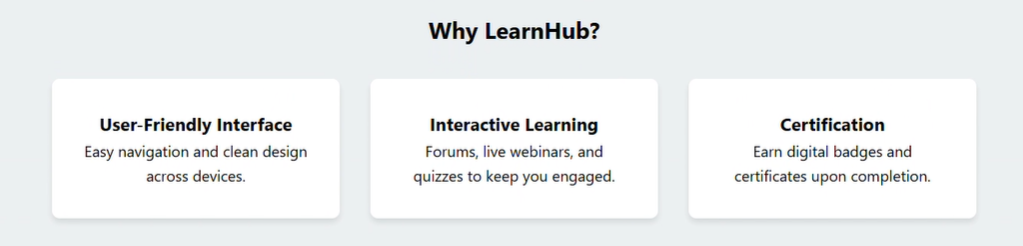 Why LearnHub?
User-Friendly Interface
Easy navigation and clean design
across devices.
Interactive Learning
Forums, live webinars, and
quizzes to keep you engaged.
Certification
Earn digital badges and
certificates upon completion.